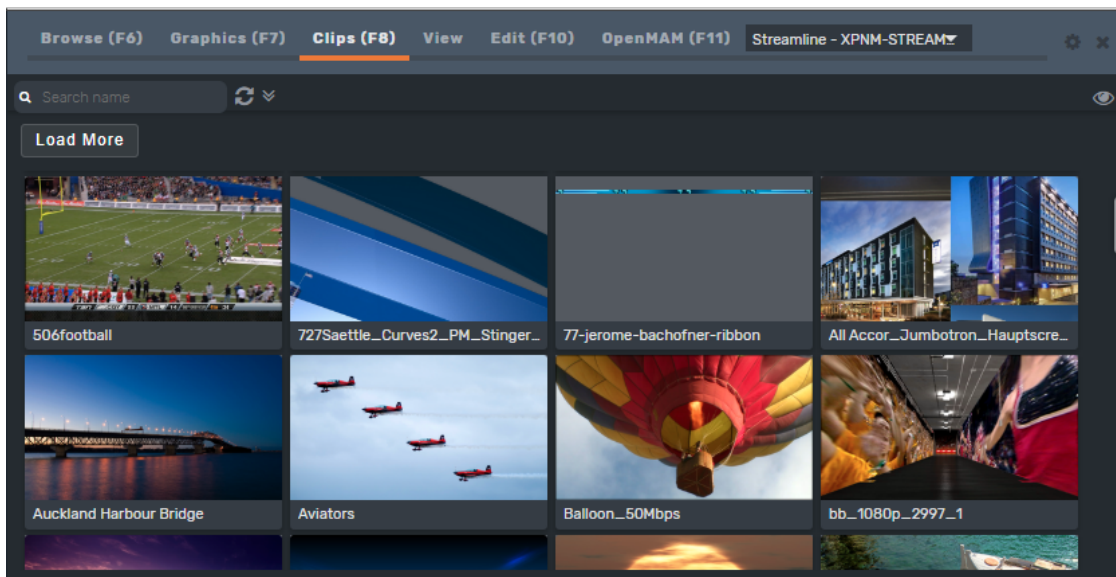 Browse (F6) Graphics (F7) Clips (F8) View Edit (F10) OpenMAM (F11) Streamline - XPNM-STREAM
Search name
Load More
506football 727Saettle_Curves2_PM_Stinger_ 77-jerome-bachofner-ribbon All Accor_Jumbotron_Hauptscre_
Auckland Harbour Bridge Aviators Balloon_50Mbps bb_1080p_2997_1